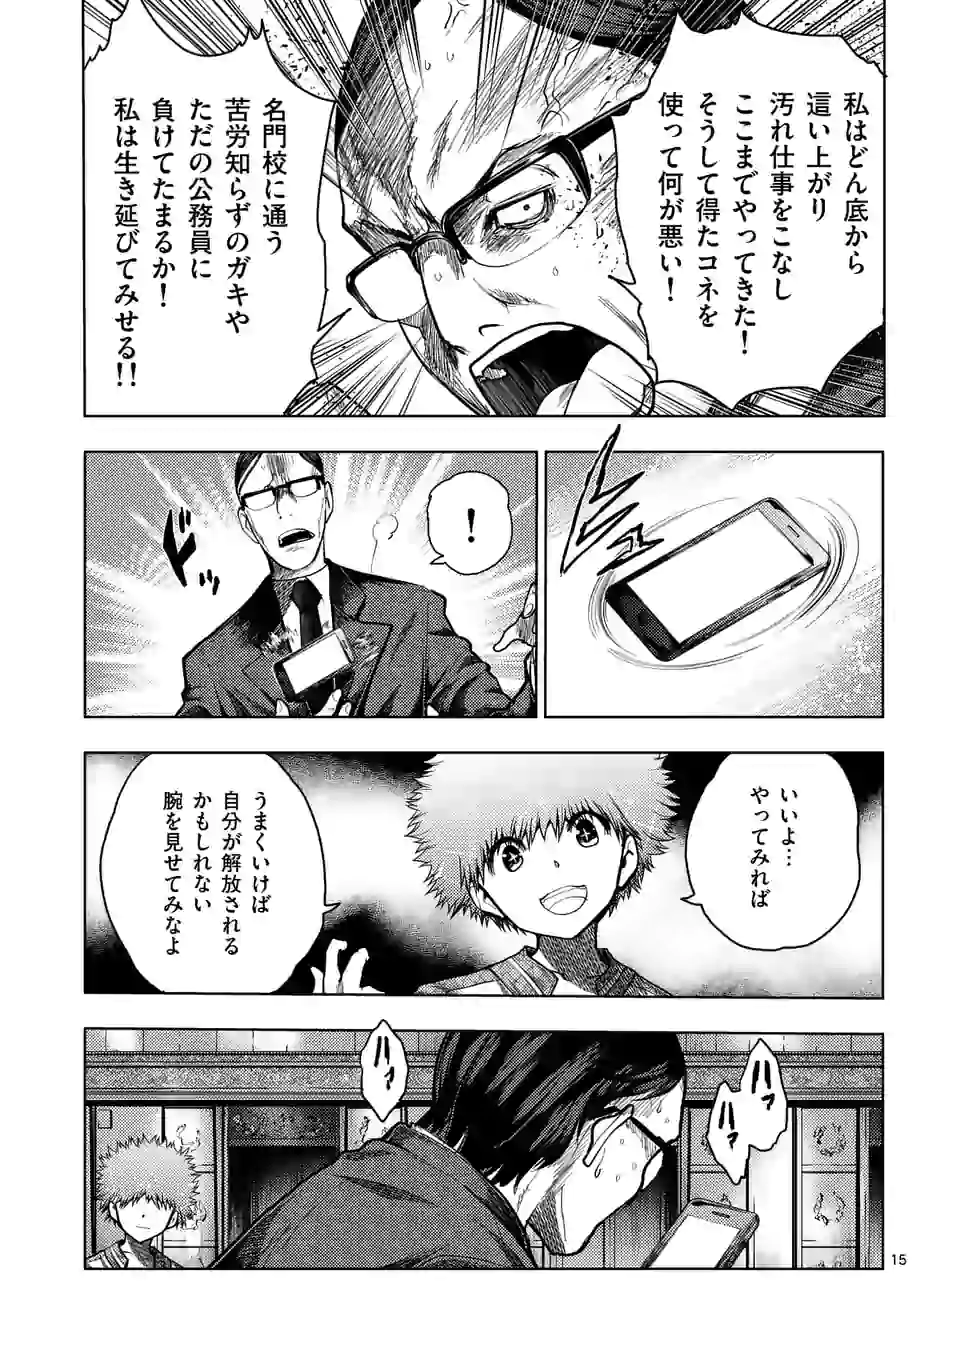 私はどん底から
這い上がり
汚れ仕事をこなし
ここまでやってきた！
そうして得たコネを
使って何が悪い！
名門校に通う
苦労知らずのガキや
ただの公務員に
負けてたまるか！
私は生き延びてみせる!!
ビビビ
！
ドドッ
いいよ…
やってみれば
うまくいけば
自分が解放される
かもしれない
腕を見せてみなよ
ハァ
ハァ
ハァ
15